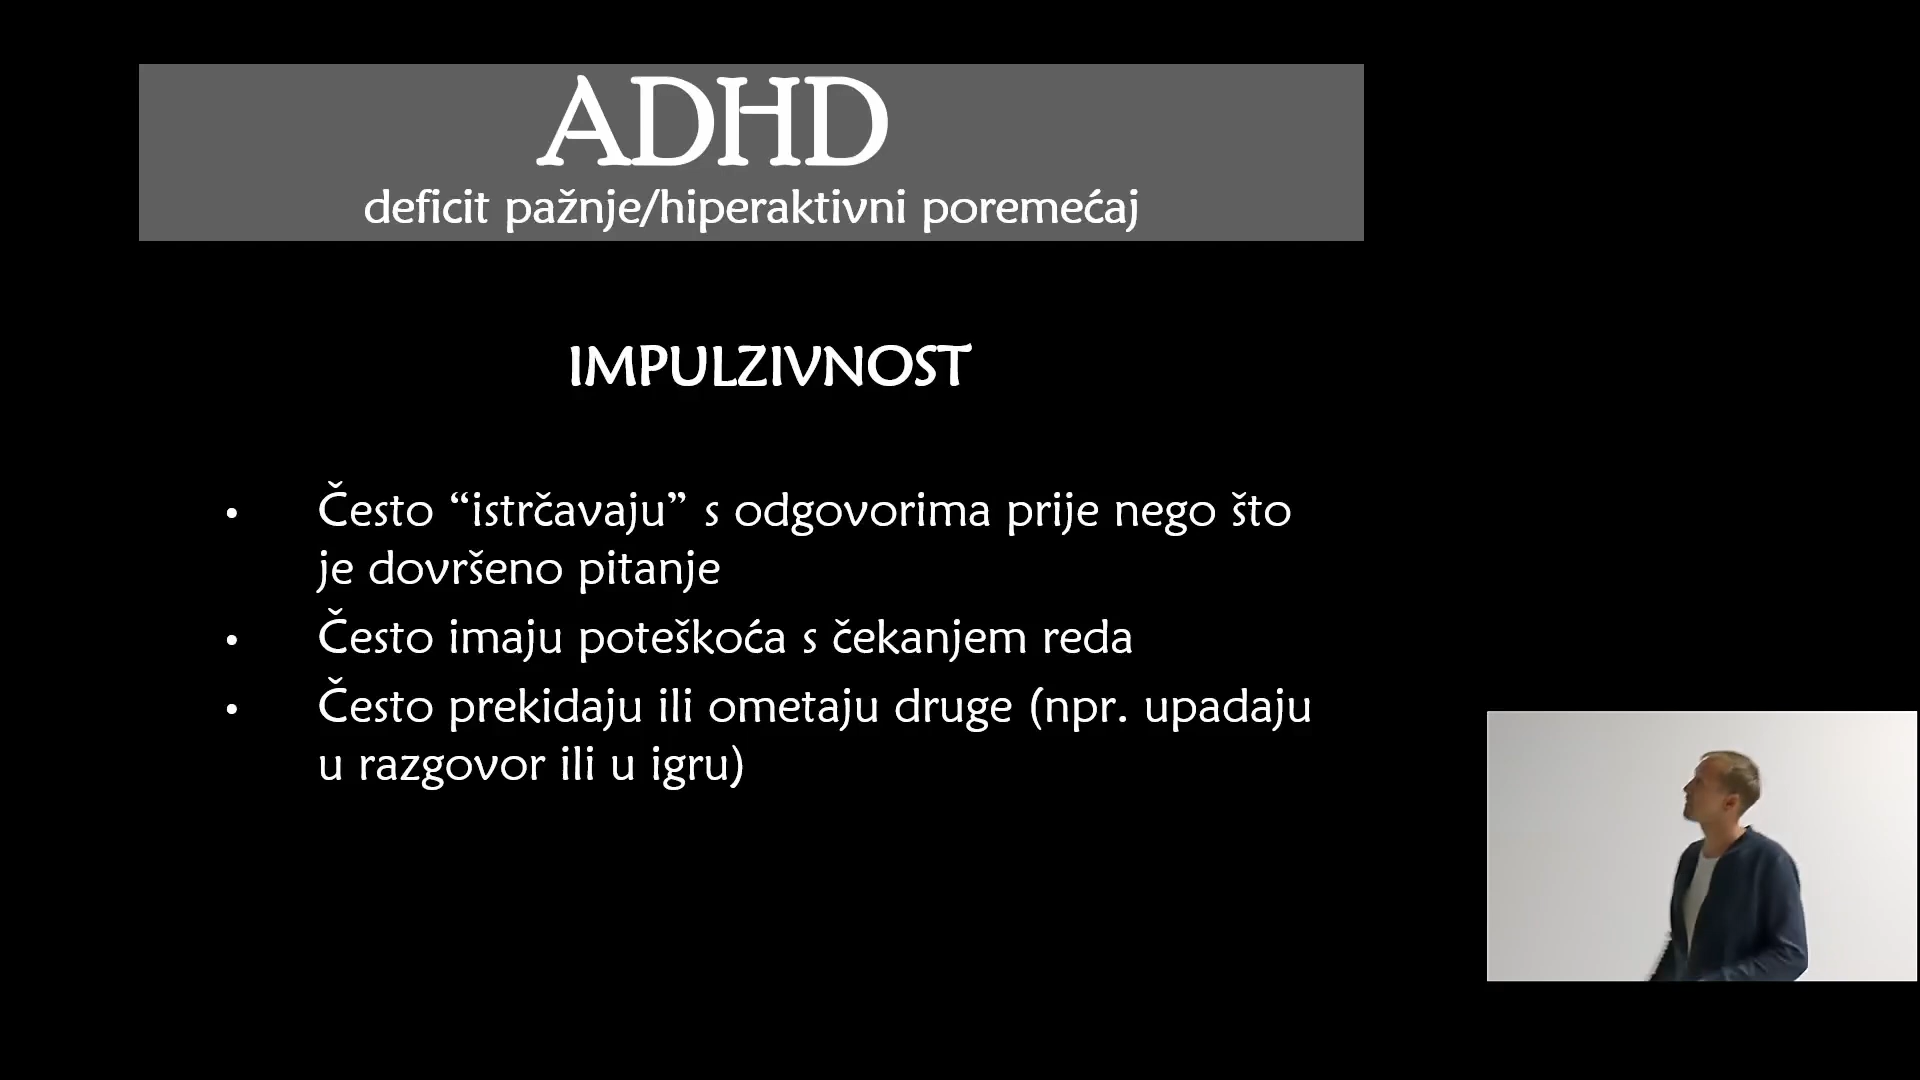 ADHD
deficit pažnje/hiperaktivni poremećaj
IMPULZIVNOST
• Često “istrčavaju” s odgovorima prije nego što
je dovršeno pitanje
• Često imaju poteškoća s čekanjem reda
• Često prekidaju ili ometaju druge (npr. upadaju
u razgovor ili u igru)